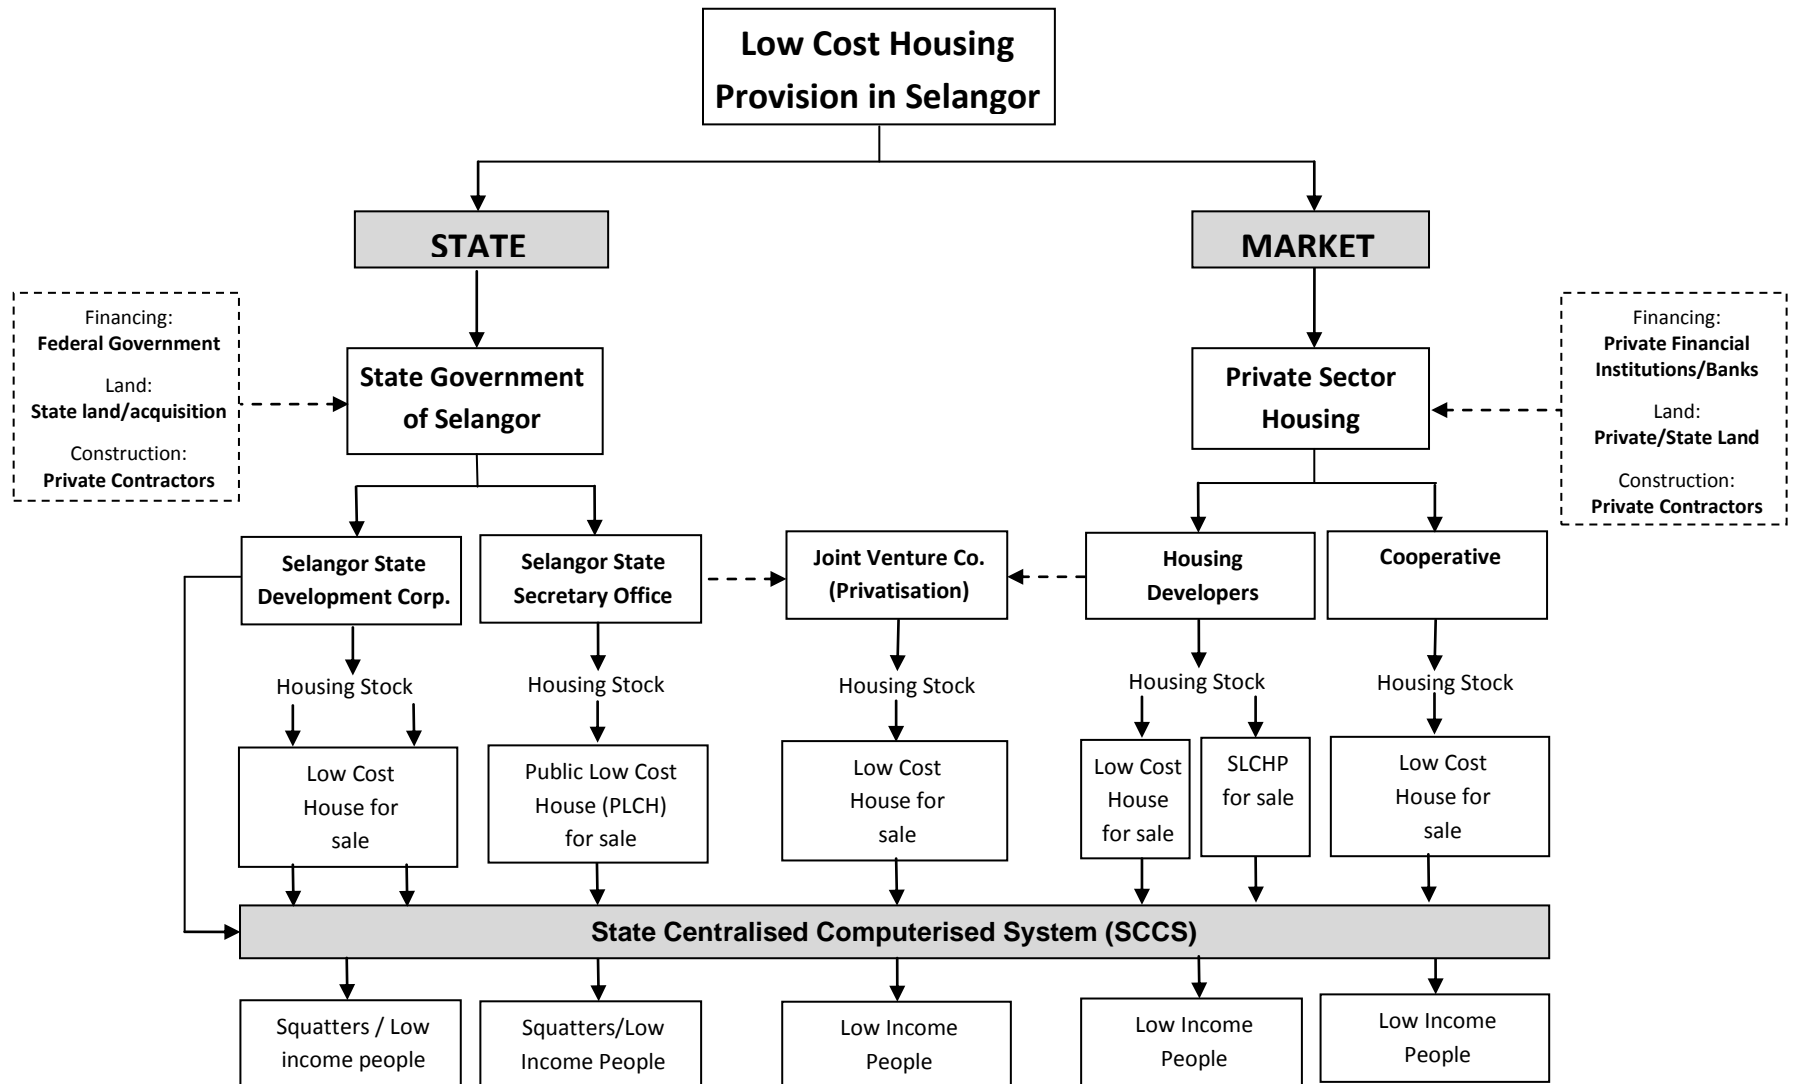 Low Cost Housing
Provision in Selangor
STATE
MARKET
Financing:
Federal Government
Land:
State land/acquisition
Construction:
Private Contractors
State Government
of Selangor
Private Sector
Housing
Financing:
Private Financial
Institutions/Banks
Land:
Private/State Land
Construction:
Private Contractors
Selangor State
Development Corp.
Selangor State
Secretary Office
Joint Venture Co.
(Privatisation)
Housing
Developers
Cooperative
Housing Stock
Housing Stock
Housing Stock
Housing Stock
Housing Stock
Low Cost
House for
sale
Public Low Cost
House (PLCH)
for sale
Low Cost
House for
sale
Low Cost
House
for sale
SLCHP
for sale
Low Cost
House for
sale
State Centralised Computerised System (SCCS)
Squatters / Low
income people
Squatters/Low
Income People
Low Income
People
Low Income
People
Low Income
People